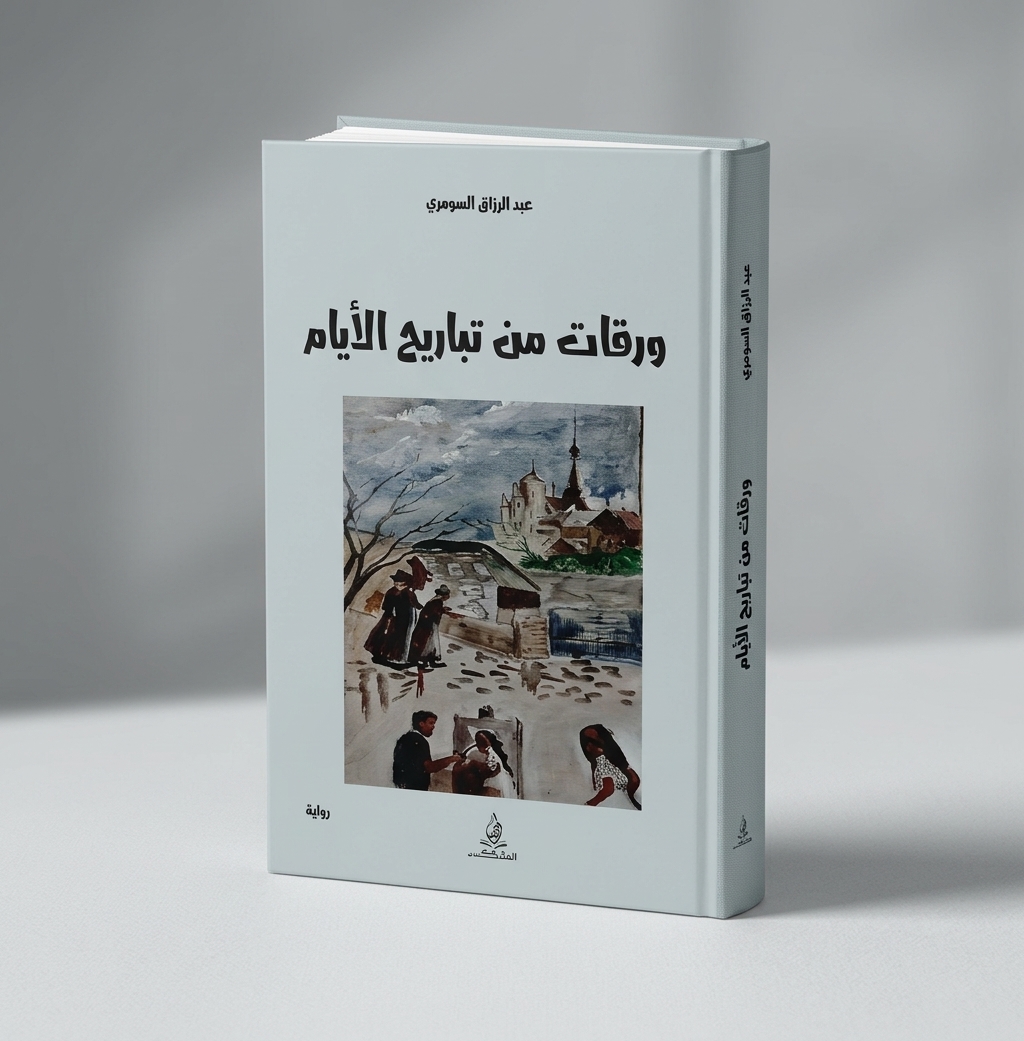 عبد الرزاق السومري
ورقات من تباريح الأيام
رواية
عبد الرزاق السومري
ورقات من تباريح الأيام